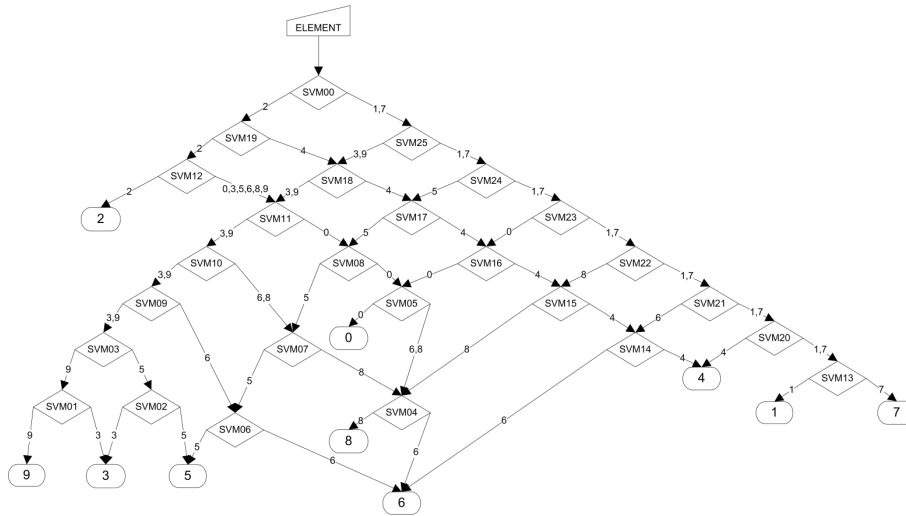 ELEMENT
SVM00
2
1,7
SVM19
SVM25
2
4
3,9
1,7
SVM12
SVM18
SVM24
2
0,3,5,6,8,9
3,9
4
5
1,7
2
SVM11
SVM17
SVM23
3,9
0
5
4
0
1,7
SVM10
SVM08
SVM16
SVM22
3,9
6,8
5
0
0
4
8
1,7
SVM09
SVM05
SVM15
SVM21
3,9
6
0
6,8
8
4
6
1,7
0
SVM03
SVM07
SVM14
SVM20
9
5
5
8
6
4
4
1,7
4
SVM13
1
7
SVM01
SVM02
SVM04
1
7
9
3
3
5
8
6
8
SVM06
5
6
9
3
5
6